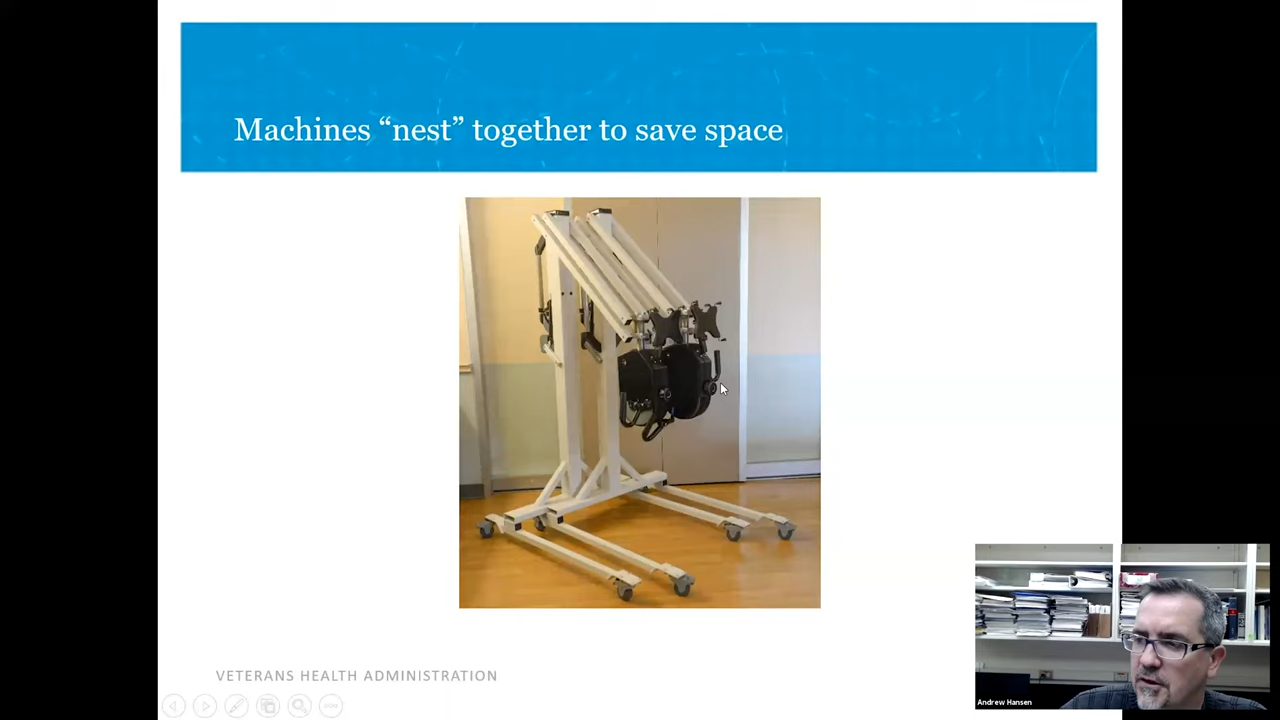 Machines “nest” together to save space
VETERANS HEALTH ADMINISTRATION
Andrew Hansen